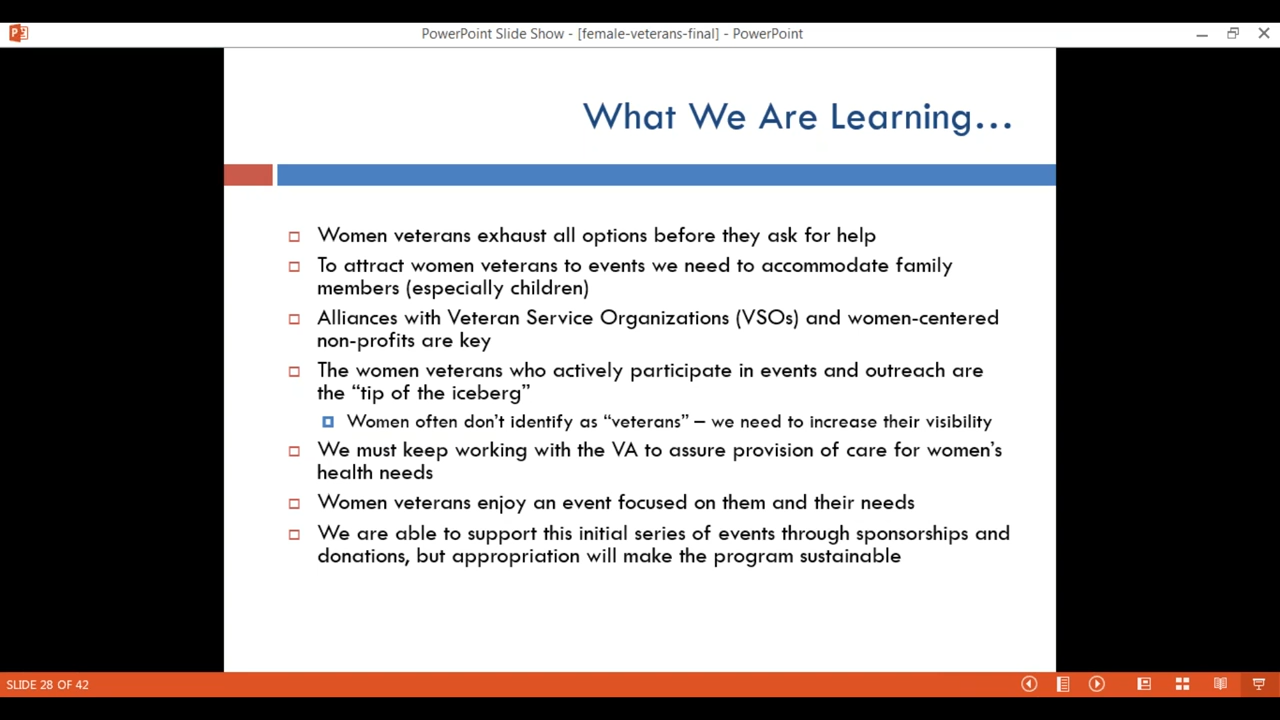 PowerPoint Slide Show - [female-veterans-final] - PowerPoint
What We Are Learning…
Women veterans exhaust all options before they ask for help
To attract women veterans to events we need to accommodate family
members (especially children)
Alliances with Veteran Service Organizations (VSOs) and women-centered
non-profits are key
The women veterans who actively participate in events and outreach are
the “tip of the iceberg”
Women often don’t identify as “veterans” – we need to increase their visibility
We must keep working with the VA to assure provision of care for women’s
health needs
Women veterans enjoy an event focused on them and their needs
We are able to support this initial series of events through sponsorships and
donations, but appropriation will make the program sustainable
SLIDE 28 OF 42